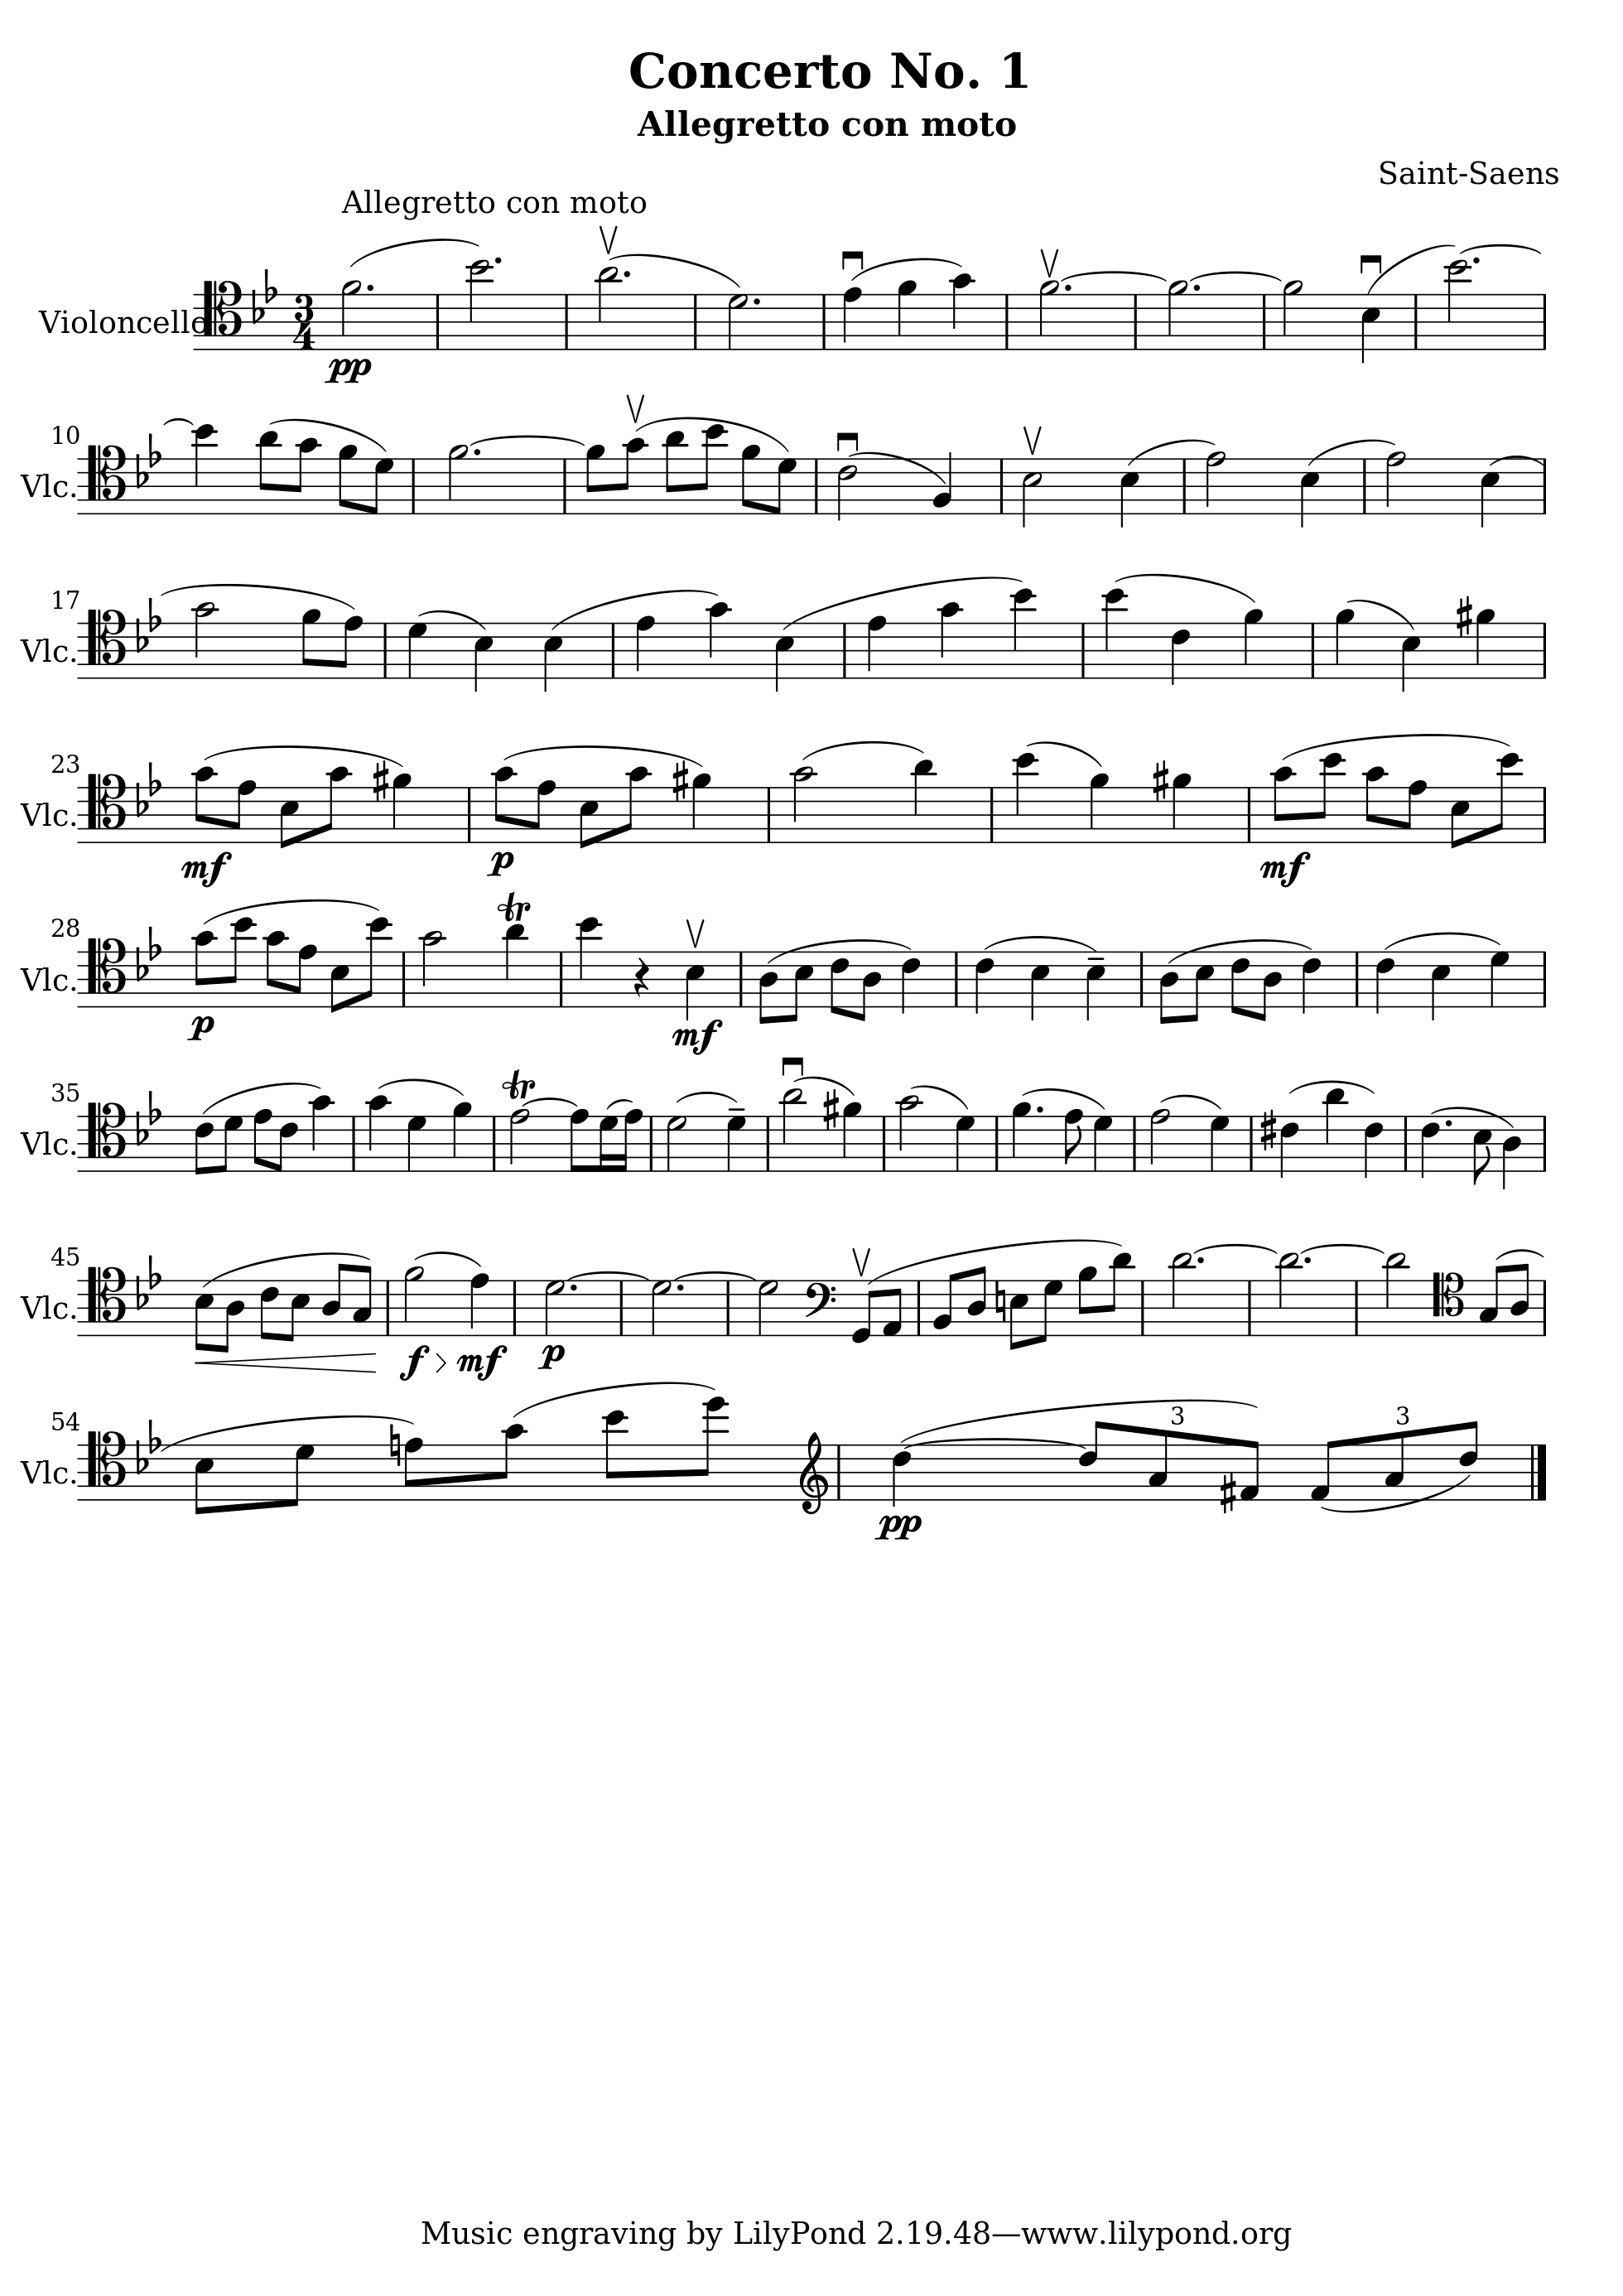 Concerto No. 1
Allegretto con moto
Saint-Saens
Allegretto con moto
Violoncello
3
4
pp
10
Vlc.
17
Vlc.
23
Vlc.
mf
p
mf
28
Vlc.
p
tr
mf
35
Vlc.
tr
45
Vlc.
f
mf
p
54
Vlc.
pp
3
3
Music engraving by LilyPond 2.19.48—www.lilypond.org